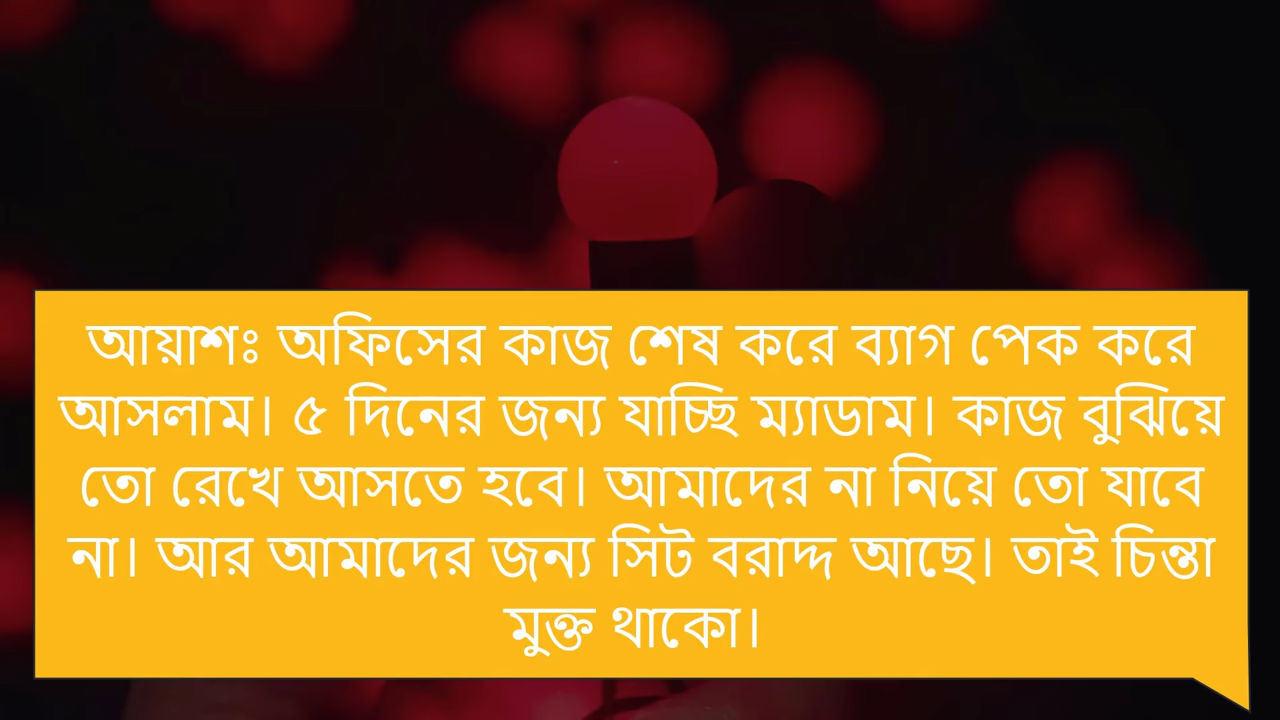 আয়াশঃ অফিসের কাজ শেষ করে ব্যাগ পেক করে
আসলাম। ৫ দিনের জন্য যাচ্ছি ম্যাডাম। কাজ বুঝিয়ে
তো রেখে আসতে হবে। আমাদের না নিয়ে তো যাবে
না। আর আমাদের জন্য সিট বরাদ্দ আছে। তাই চিন্তা
মুক্ত থাকো।